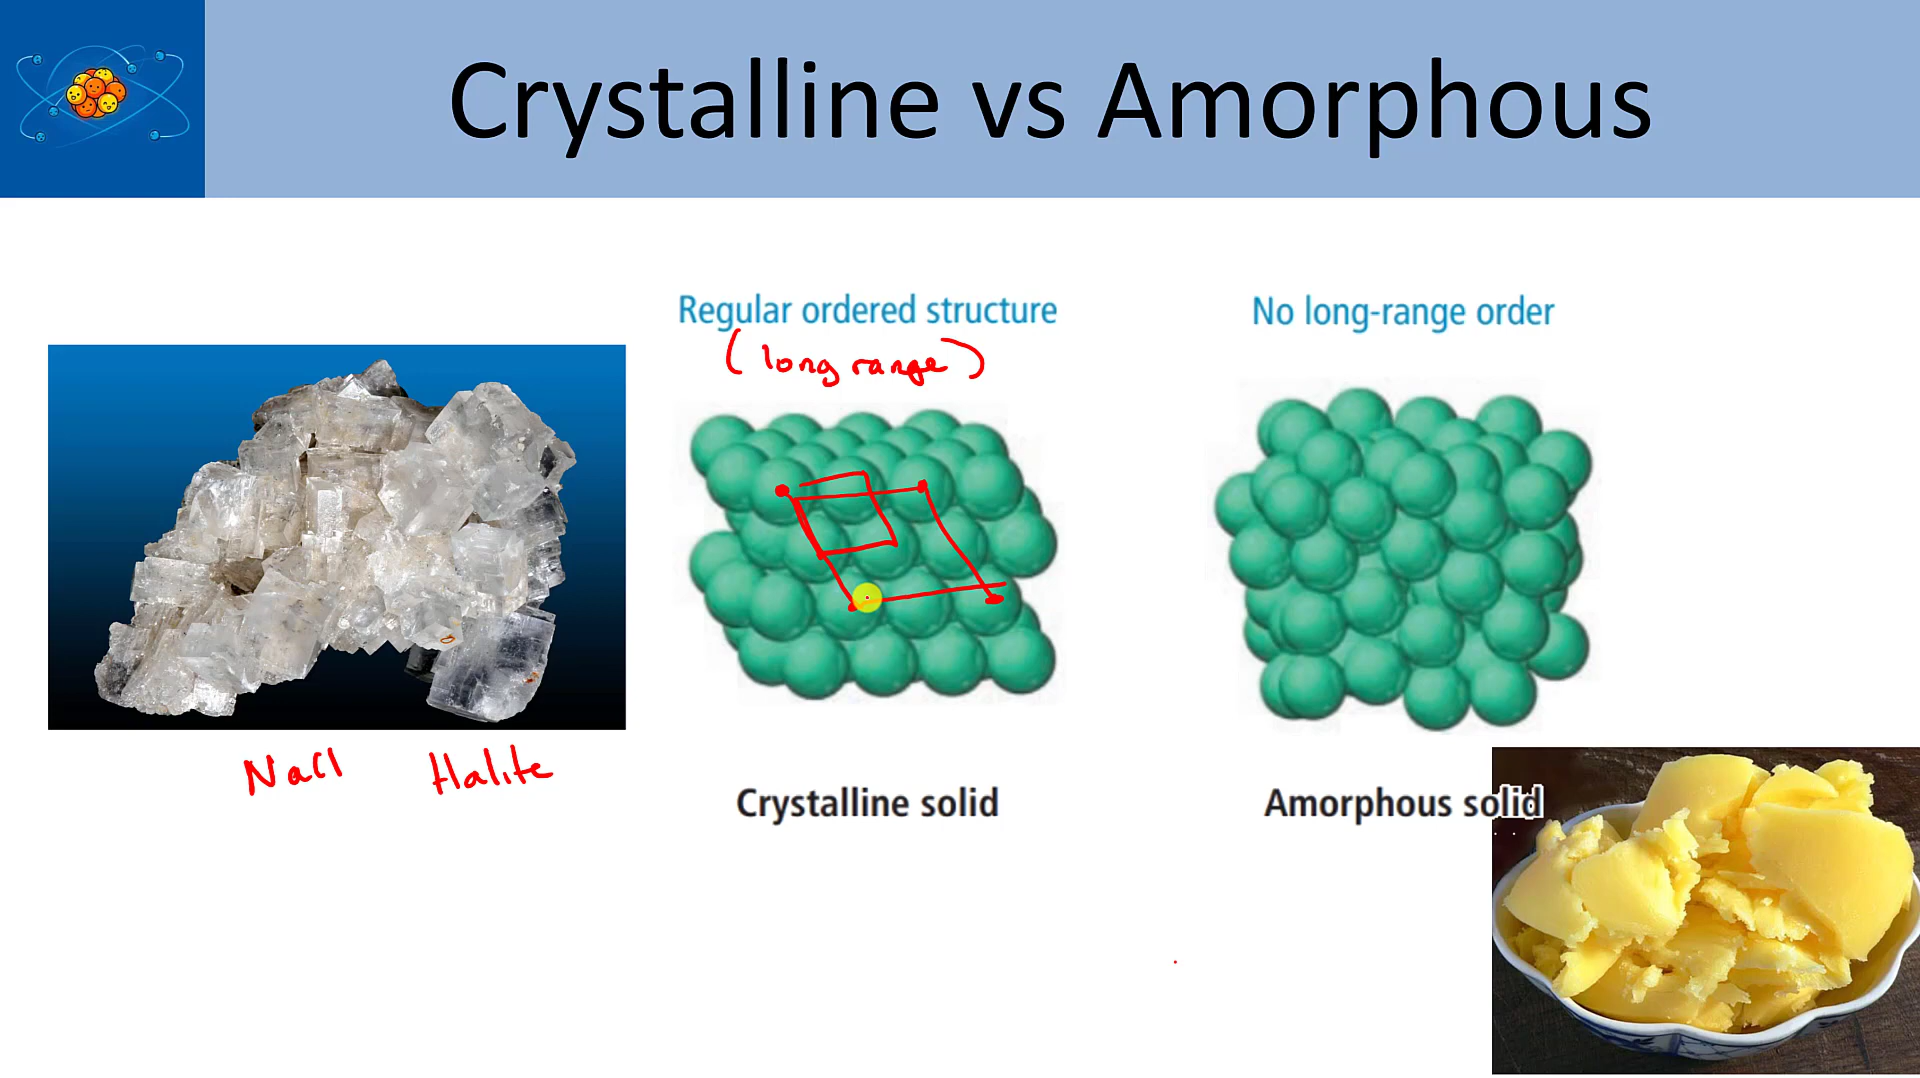 Crystalline vs Amorphous
Regular ordered structure
(long range)
No long-range order
NaCl Halite
Crystalline solid
Amorphous solid